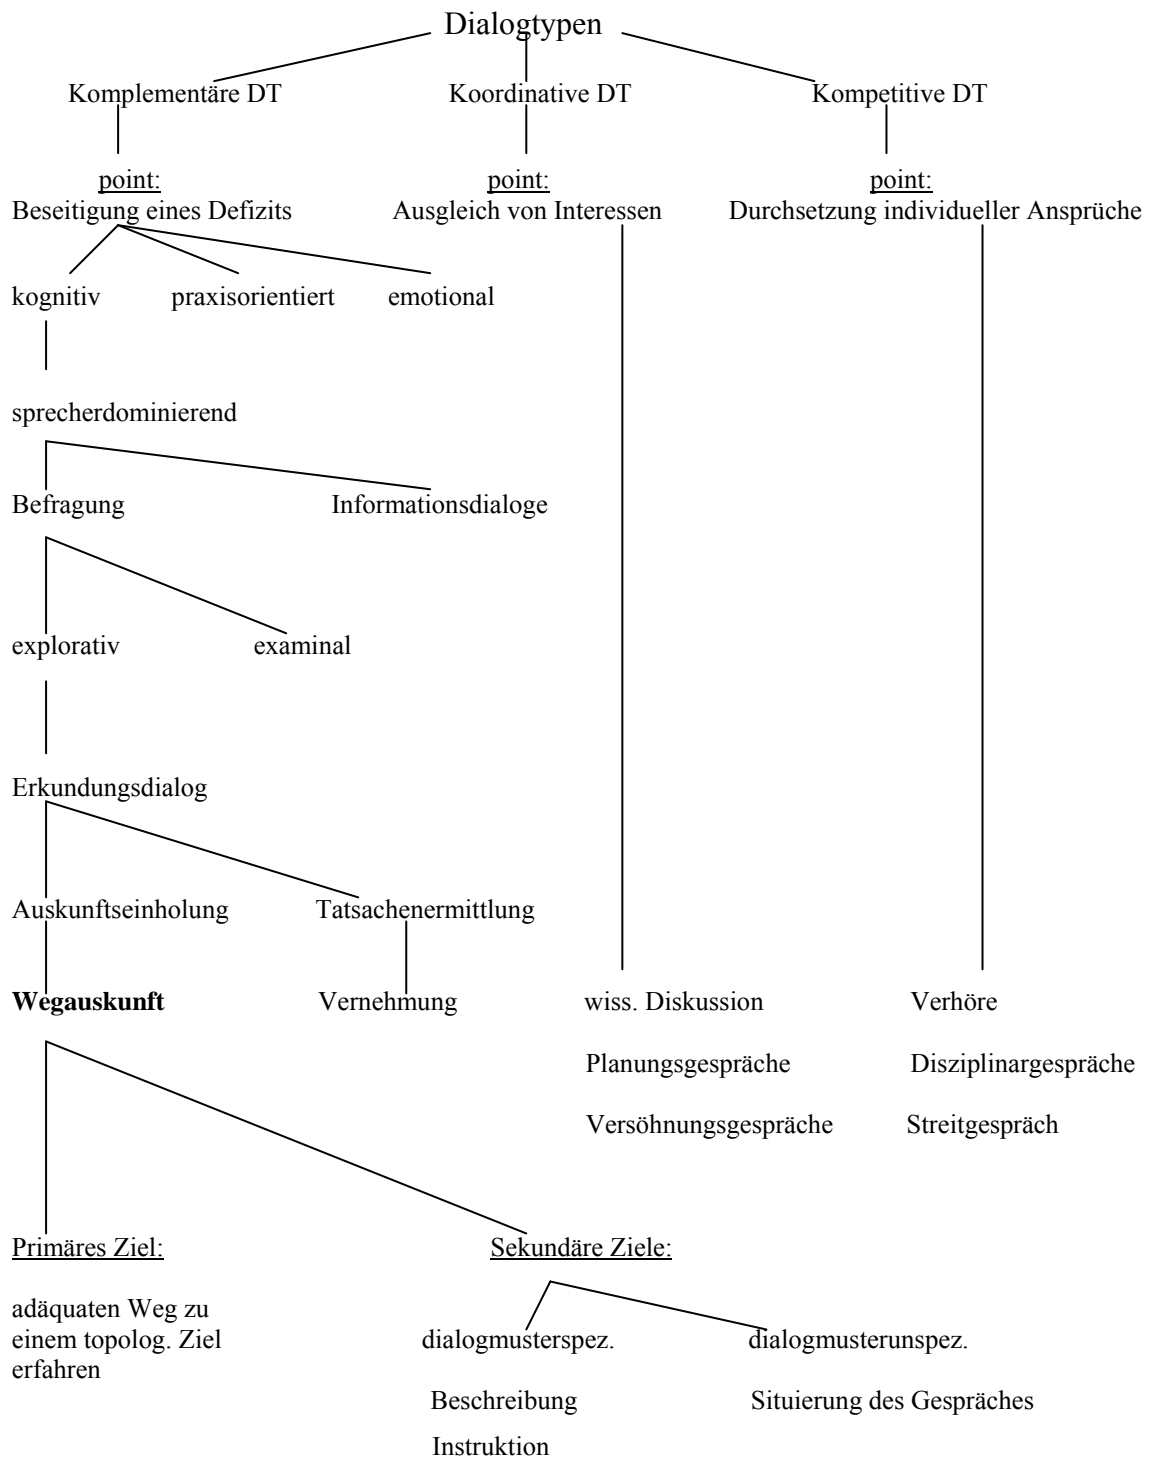 Dialogtypen
Komplementäre DT Koordinative DT Kompetitive DT
point: point: point:
Beseitigung eines Defizits Ausgleich von Interessen Durchsetzung individueller Ansprüche
kognitiv praxisorientiert emotional
sprecherdominierend
Befragung Informationsdialoge
explorativ examinal
Erkundungsdialog
Auskunftseinholung Tatsachenermittlung
Wegauskunft Vernehmung wiss. Diskussion Verhöre
Planungsgespräche Disziplinargespräche
Versöhnungsgespräche Streitgespräch
Primäres Ziel: Sekundäre Ziele:
adäquaten Weg zu
einem topolog. Ziel dialogmusterspez. dialogmusterunspez.
erfahren
Beschreibung Situierung des Gespräches
Instruktion